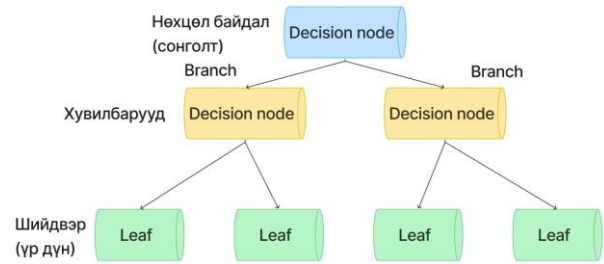 Нөхцөл байдал
(сонголт)
Decision node
Branch
Branch
Хувилбарууд
Decision node
Decision node
Шийдвэр
(үр дүн)
Leaf
Leaf
Leaf
Leaf